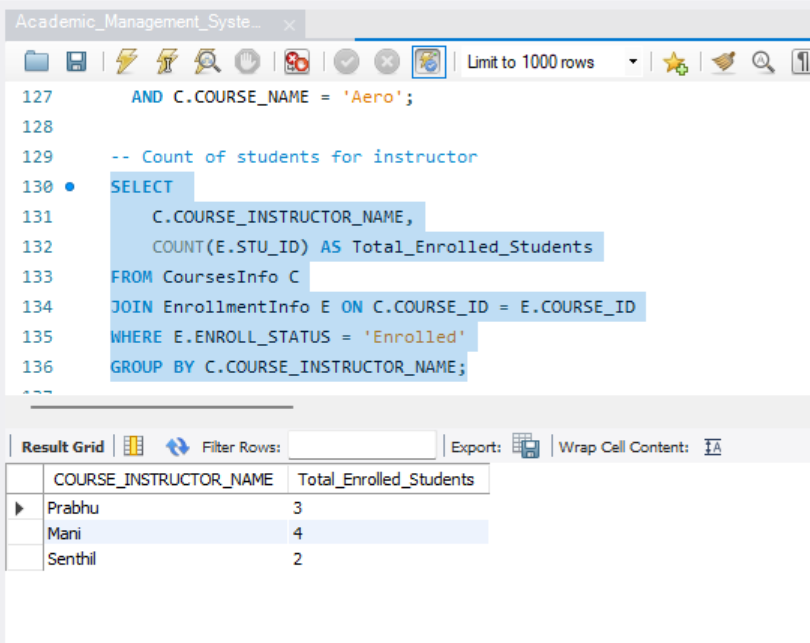 Academic_Management_Syste...
Limit to 1000 rows
127 AND C.COURSE_NAME = 'Aero';
128
129 -- Count of students for instructor
130 SELECT
131 C.COURSE_INSTRUCTOR_NAME,
132 COUNT(E.STU_ID) AS Total_Enrolled_Students
133 FROM CoursesInfo C
134 JOIN EnrollmentInfo E ON C.COURSE_ID = E.COURSE_ID
135 WHERE E.ENROLL_STATUS = 'Enrolled'
136 GROUP BY C.COURSE_INSTRUCTOR_NAME;
Result Grid Filter Rows: Export: Wrap Cell Content:
COURSE_INSTRUCTOR_NAME Total_Enrolled_Students
Prabhu 3
Mani 4
Senthil 2